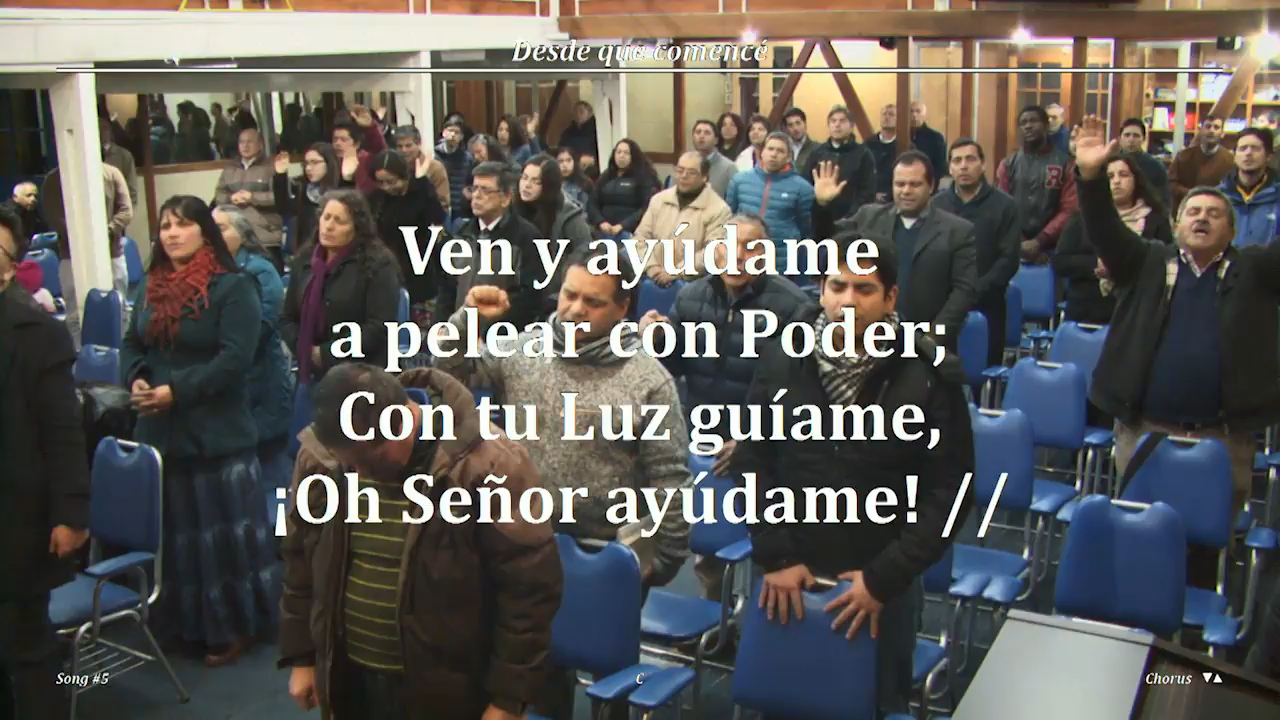 Desde que comencé
Ven y ayúdame
a pelear con Poder;
Con tu Luz guíame,
¡Oh Señor ayúdame! //
R
Song #5
C
Chorus ▼▲